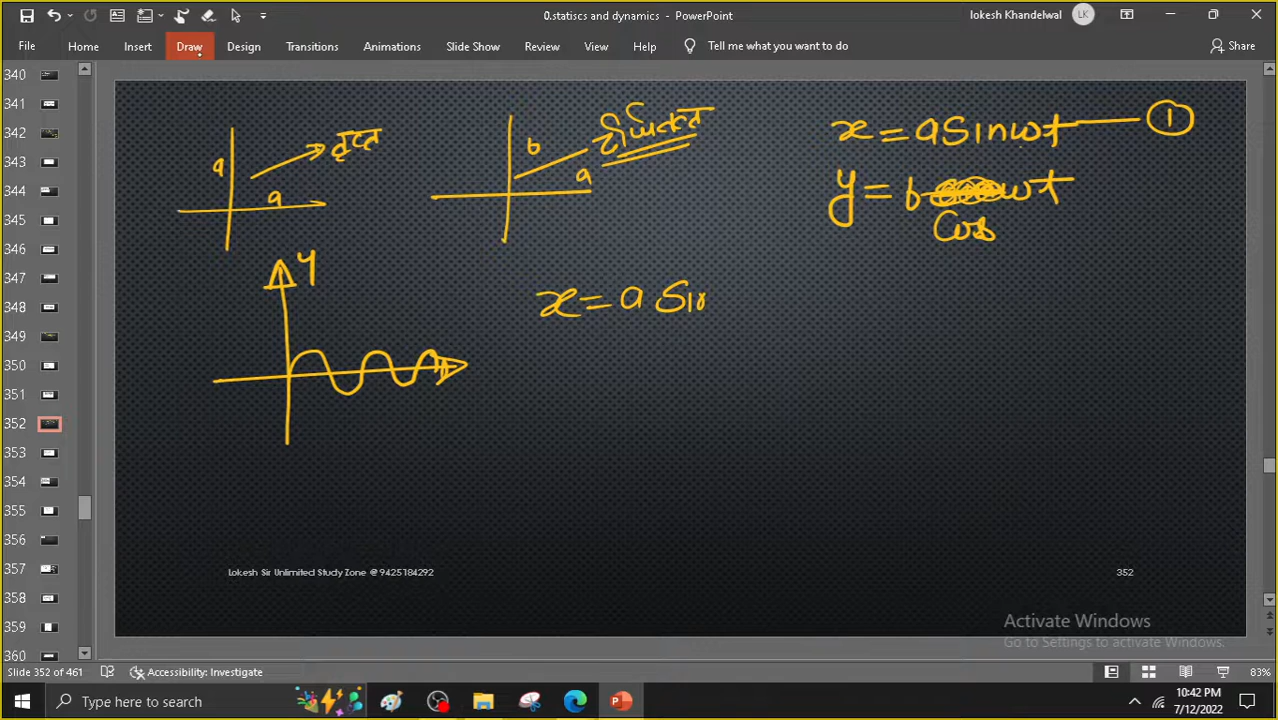 0.statiscs and dynamics - PowerPoint
lokesh Khandelwal LK
File Home Insert Draw Design Transitions Animations Slide Show Review View Help Tell me what you want to do Share
340
341
342
343
344
345
346
347
348
349
350
351
352
353
354
355
356
357
358
359
360
a
a
वृत्त
b
a
दीर्घवृत्त
x = a Sin wt ①
y = b wt
Cos
y
x = a Sin
Lokesh Sir Unlimited Study Zone @ 9425184292
352
Activate Windows
Go to Settings to activate Windows.
Slide 352 of 461 Accessibility: Investigate 83%
Type here to search
10:42 PM
7/12/2022